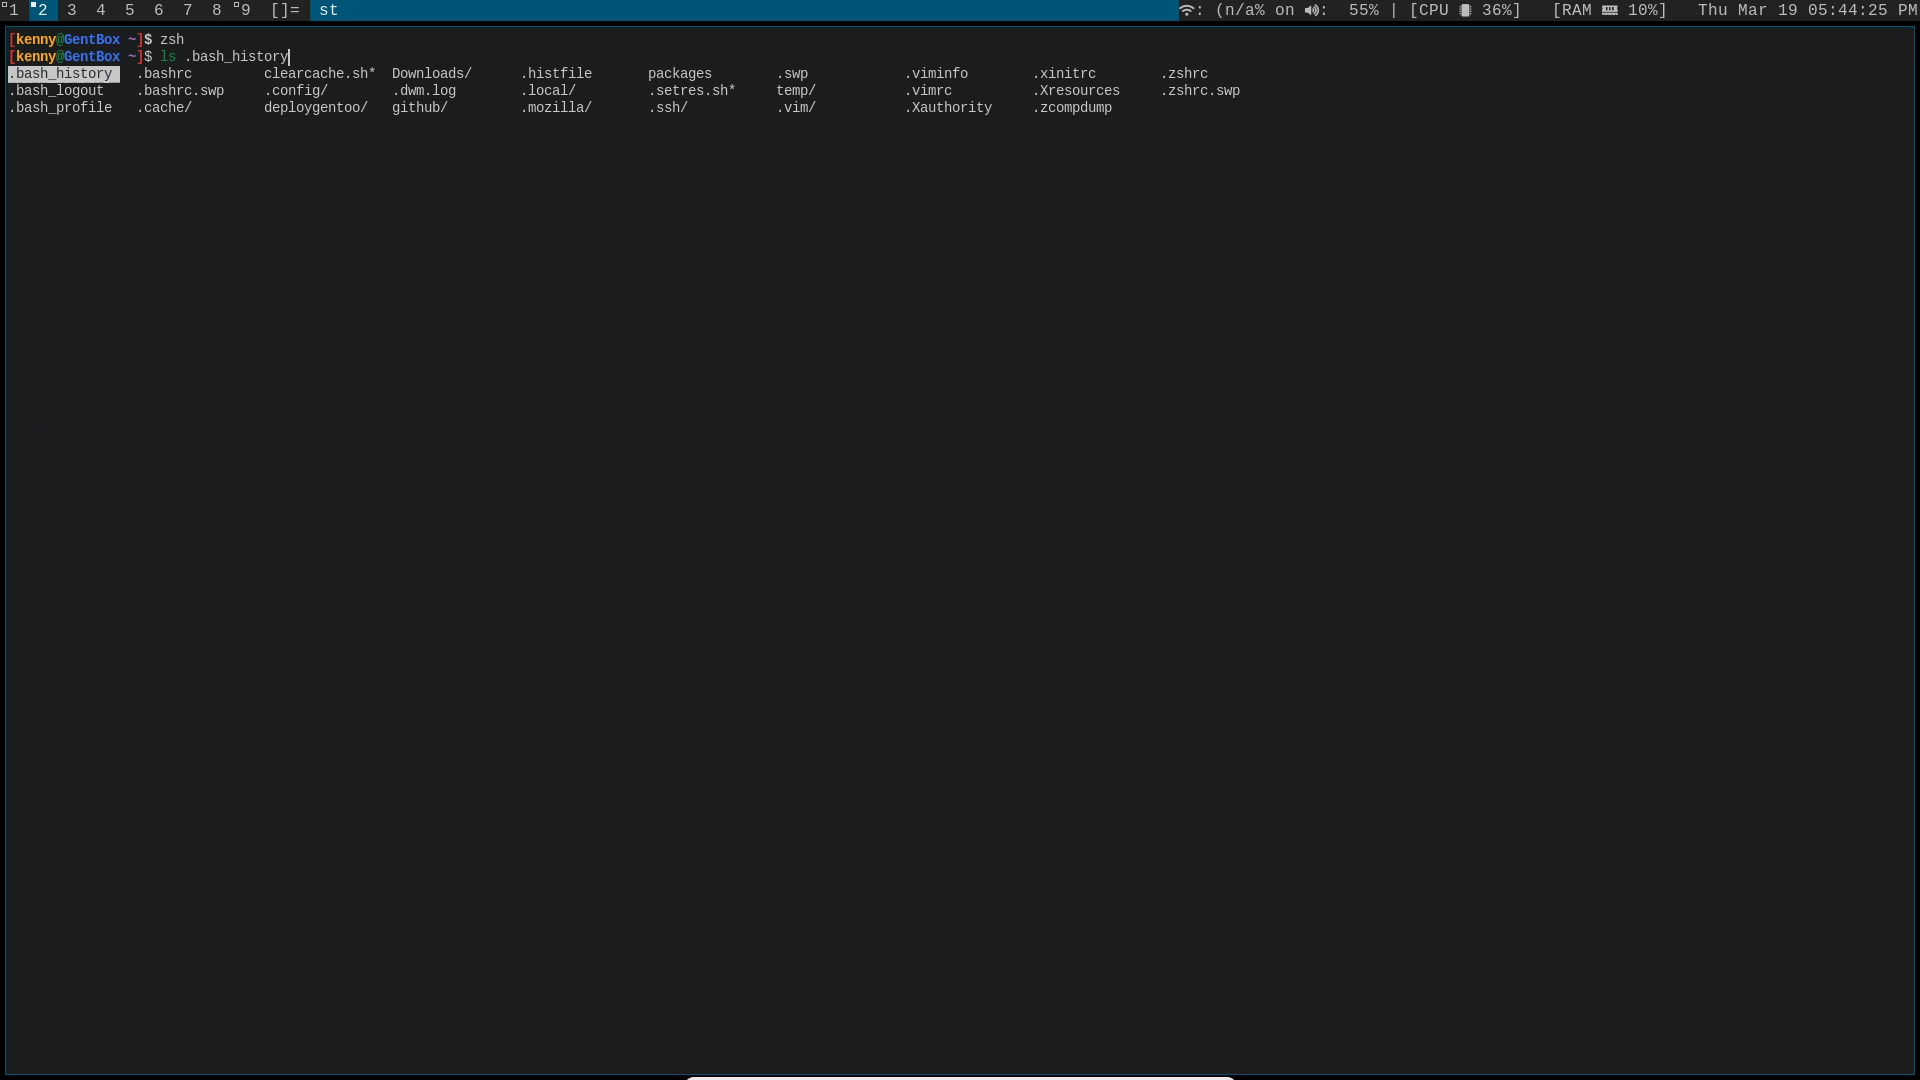 1 2 3 4 5 6 7 8 9 []= st : (n/a% on : 55% | [CPU 36%] [RAM 10%] Thu Mar 19 05:44:25 PM
[kenny@GentBox ~]$ zsh
[kenny@GentBox ~]$ ls .bash_history
.bash_history .bashrc clearcache.sh* Downloads/ .histfile packages .swp .viminfo .xinitrc .zshrc
.bash_logout .bashrc.swp .config/ .dwm.log .local/ .setres.sh* temp/ .vimrc .Xresources .zshrc.swp
.bash_profile .cache/ deploygentoo/ github/ .mozilla/ .ssh/ .vim/ .Xauthority .zcompdump